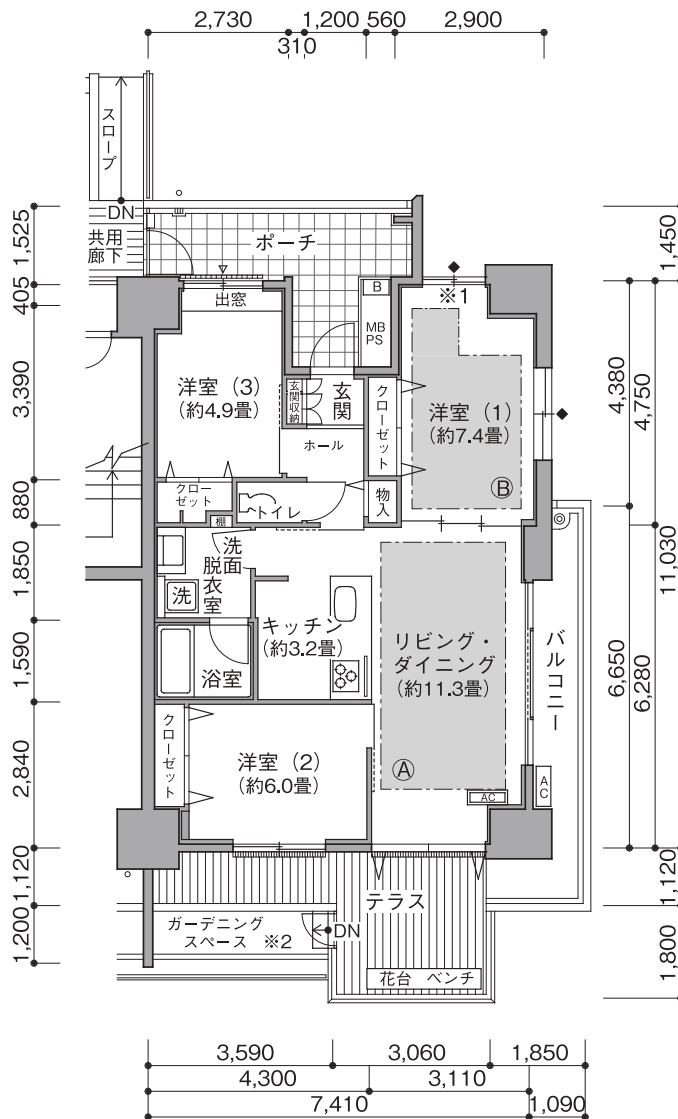 2,730
1,200
560
2,900
310
スロープ
DN
共用
廊下
ポーチ
出窓
B
MB
PS
※1
1,525
405
3,390
880
1,850
1,590
2,840
1,120
1,200
1,450
4,380
4,750
11,030
6,650
6,280
1,120
1,800
洋室（3）
（約4.9畳）
玄関収納
玄関
クローゼット
洋室（1）
（約7.4畳）
ホール
クローゼット
トイレ
物入
Ⓑ
棚
洗面
脱衣室
洗
キッチン
（約3.2畳）
リビング・
ダイニング
（約11.3畳）
バルコニー
浴室
クローゼット
洋室（2）
（約6.0畳）
Ⓐ
AC
AC
テラス
ガーデニング
スペース ※2
DN
花台 ベンチ
3,590
3,060
1,850
4,300
3,110
7,410
1,090